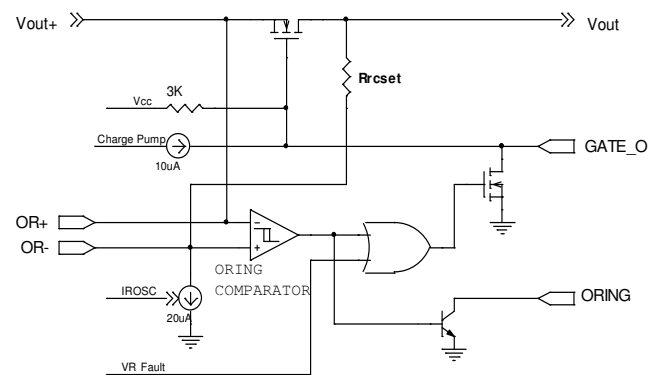 Vout+
Vout
Rrcset
3K
Vcc
Charge Pump
10uA
GATE_O
OR+
OR-
ORING
COMPARATOR
IROSC
20uA
ORING
VR Fault